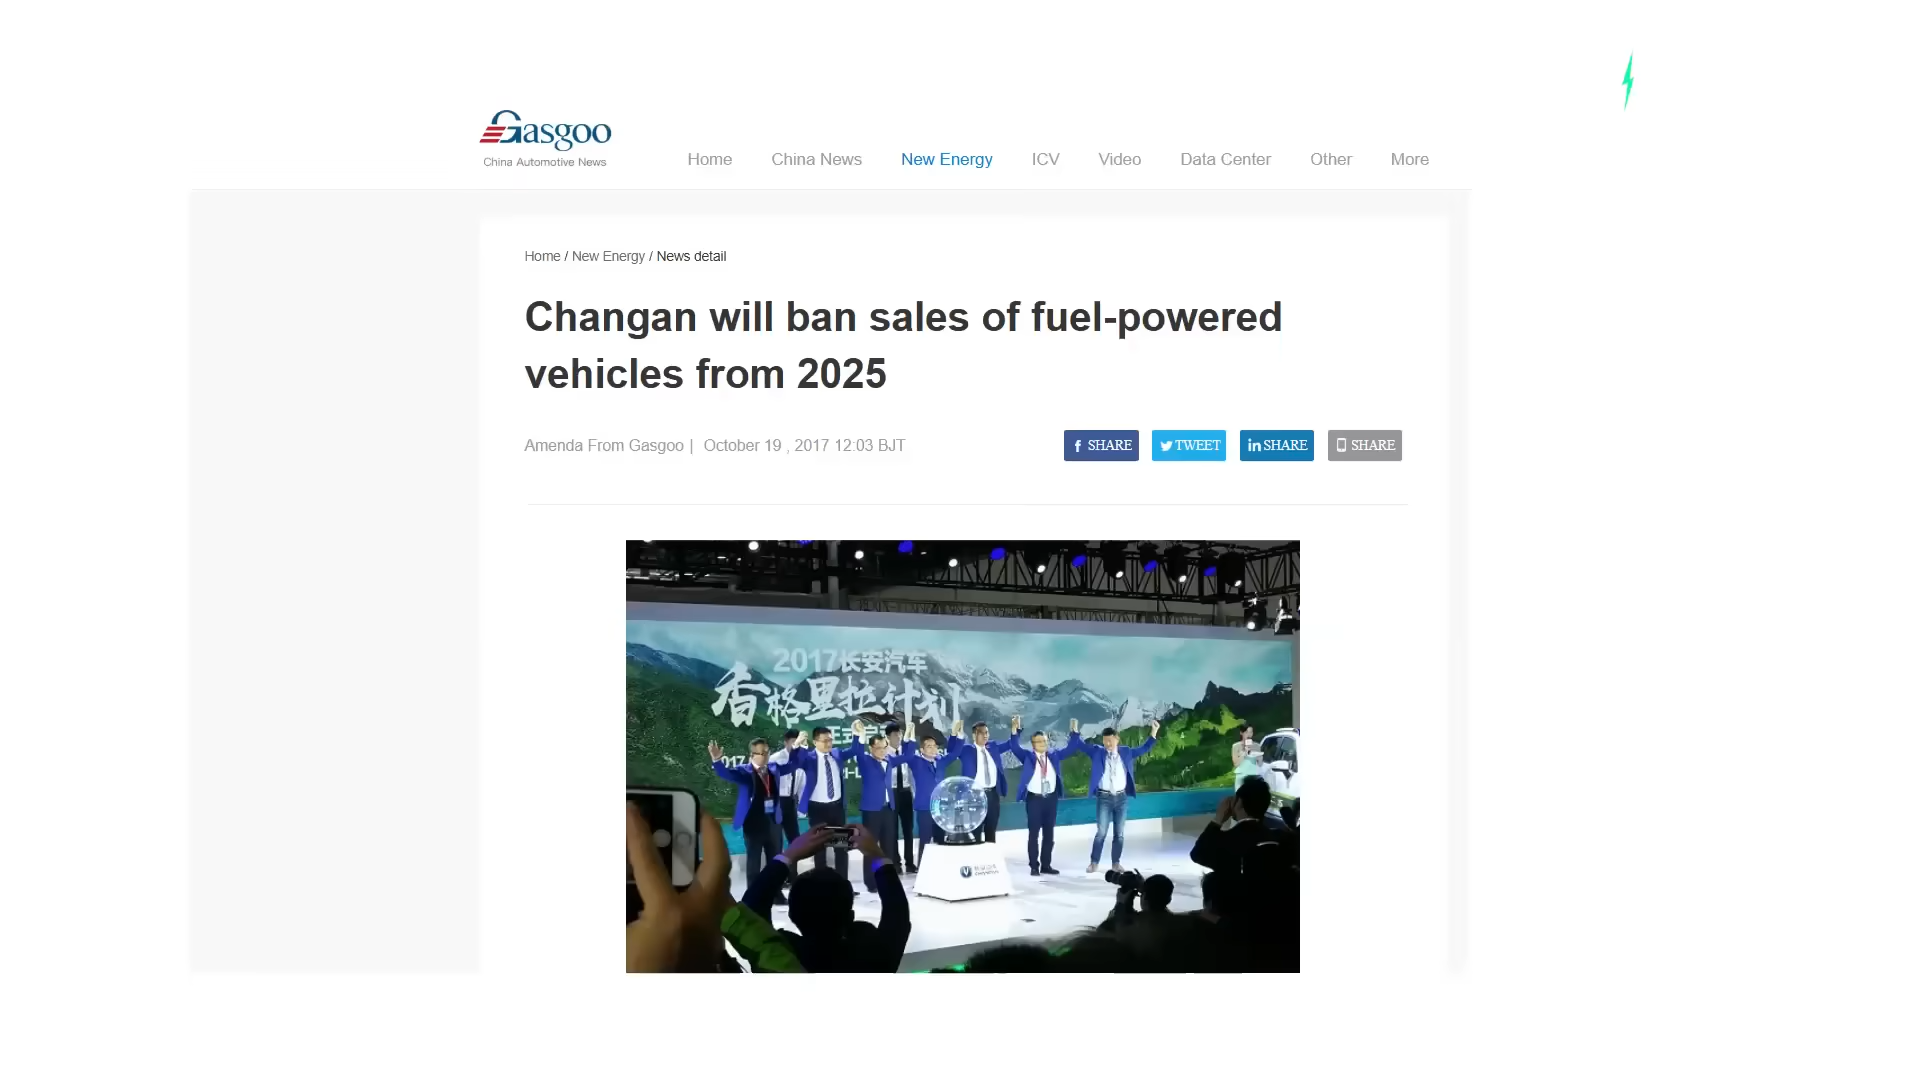 Gasgoo
China Automotive News
Home China News New Energy ICV Video Data Center Other More
Home / New Energy / News detail
Changan will ban sales of fuel-powered
vehicles from 2025
Amenda From Gasgoo | October 19 , 2017 12:03 BJT
SHARE TWEET SHARE SHARE
2017长安汽车
香格里拉计划